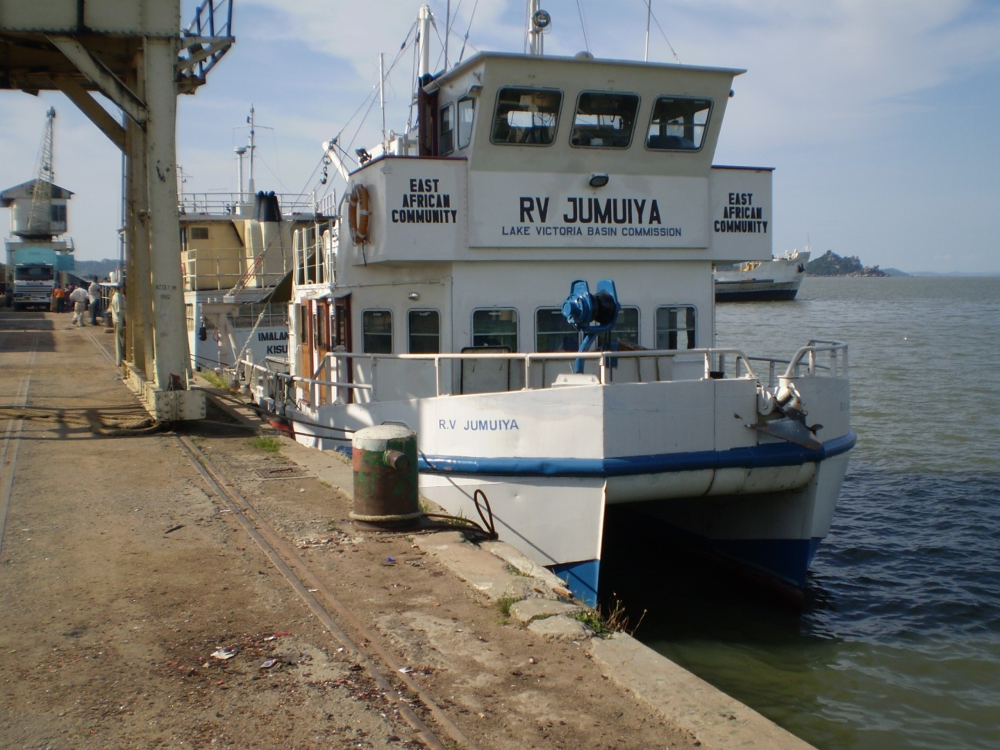 EAST
AFRICAN
COMMUNITY
RV JUMUIYA
LAKE VICTORIA BASIN COMMISSION
EAST
AFRICAN
COMMUNITY
R.V JUMUIYA